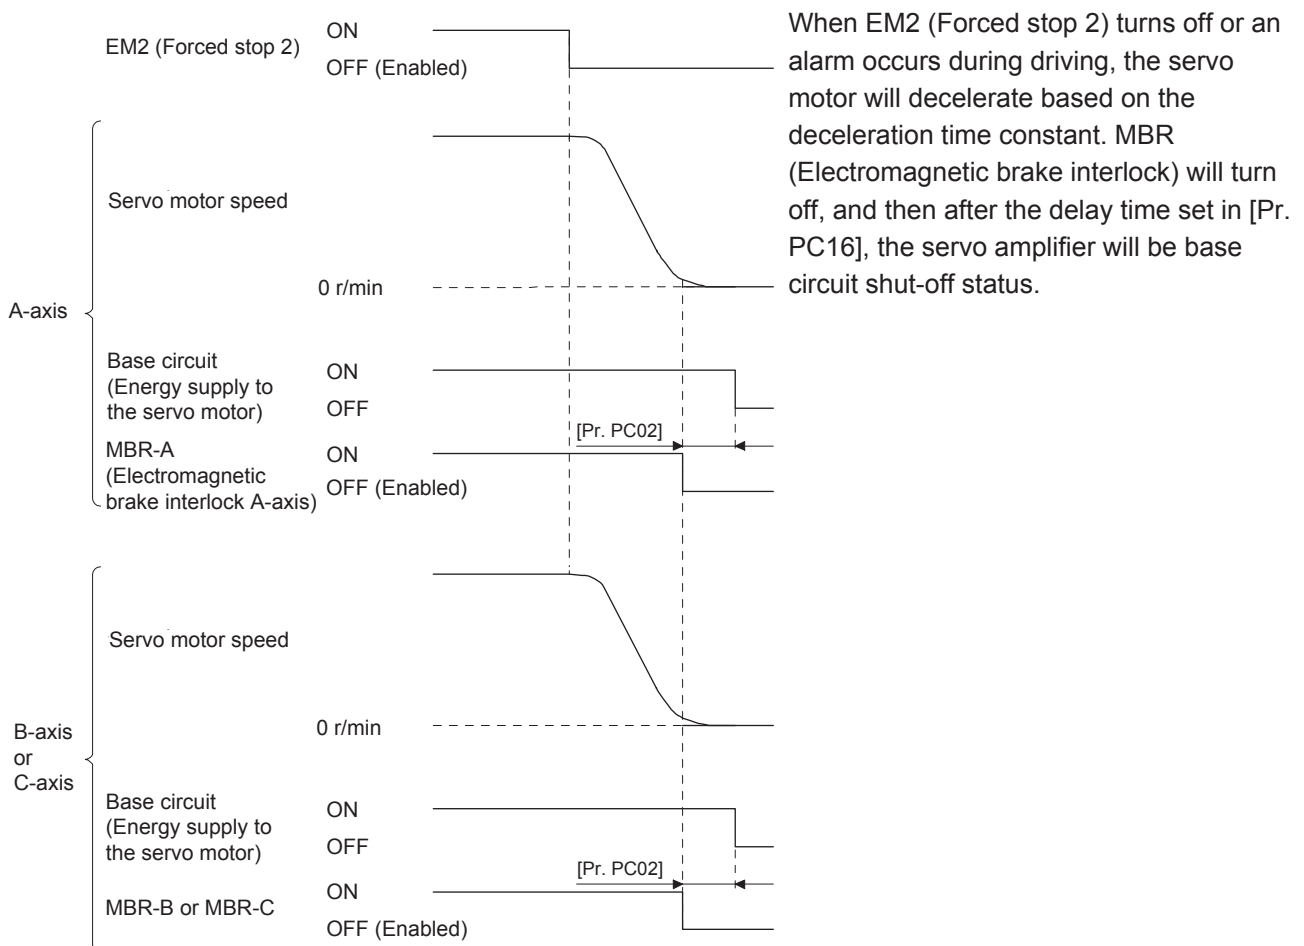 EM2 (Forced stop 2)
ON
OFF (Enabled)
When EM2 (Forced stop 2) turns off or an
alarm occurs during driving, the servo
motor will decelerate based on the
deceleration time constant. MBR
(Electromagnetic brake interlock) will turn
off, and then after the delay time set in [Pr.
PC16], the servo amplifier will be base
circuit shut-off status.
A-axis
Servo motor speed
0 r/min
Base circuit
(Energy supply to
the servo motor)
ON
OFF
[Pr. PC02]
MBR-A
(Electromagnetic
brake interlock A-axis)
ON
OFF (Enabled)
B-axis
or
C-axis
Servo motor speed
0 r/min
Base circuit
(Energy supply to
the servo motor)
ON
OFF
[Pr. PC02]
MBR-B or MBR-C
ON
OFF (Enabled)